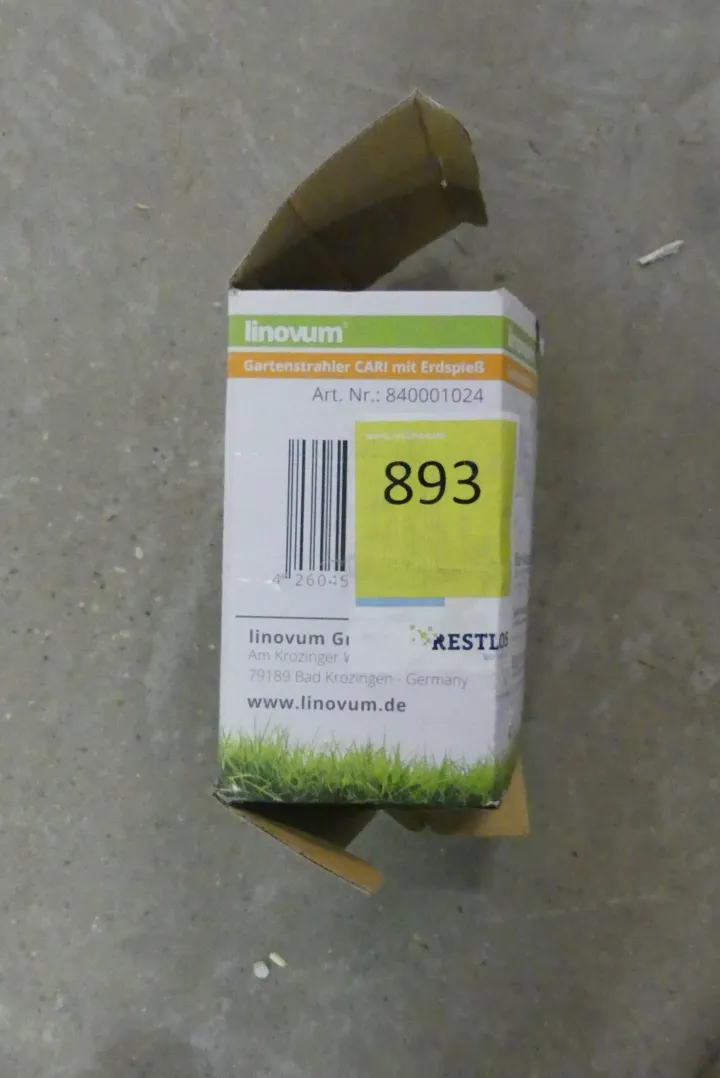 linovum®
linovum
Gartenstrahler CARI mit Erdspieß
Art. Nr.: 840001024
893
4 26045
RESTLOS
linovum G
Am Krozinger
79189 Bad Krozingen - Germany
www.linovum.de